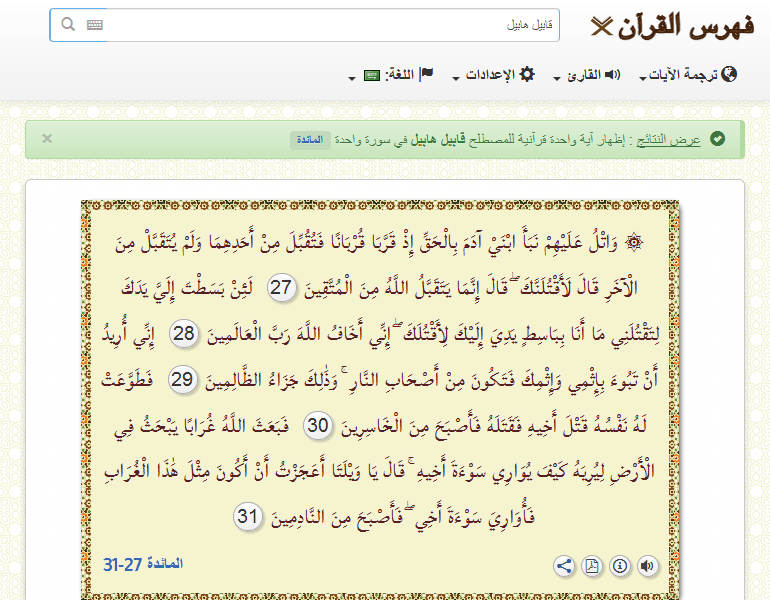 فهرس القرآن
قابيل هابيل
ترجمة الآيات القارئ الإعدادات اللغة:
عرض النتائج : إظهار آية واحدة قرآنية للمصطلح قابيل هابيل في سورة واحدة المائدة ×
۞ وَاتْلُ عَلَيْهِمْ نَبَأَ ابْنَيْ آدَمَ بِالْحَقِّ إِذْ قَرَّبَا قُرْبَانًا فَتُقُبِّلَ مِنْ أَحَدِهِمَا وَلَمْ يُتَقَبَّلْ مِنَ
الْآخَرِ قَالَ لَأَقْتُلَنَّكَ ۖ قَالَ إِنَّمَا يَتَقَبَّلُ اللَّهُ مِنَ الْمُتَّقِينَ 27 لَئِنْ بَسَطْتَ إِلَيَّ يَدَكَ
لِتَقْتُلَنِي مَا أَنَا بِبَاسِطٍ يَدِيَ إِلَيْكَ لِأَقْتُلَكَ ۖ إِنِّي أَخَافُ اللَّهَ رَبَّ الْعَالَمِينَ 28 إِنِّي أُرِيدُ
أَنْ تَبُوءَ بِإِثْمِي وَإِثْمِكَ فَتَكُونَ مِنْ أَصْحَابِ النَّارِ ۚ وَذَٰلِكَ جَزَاءُ الظَّالِمِينَ 29 فَطَوَّعَتْ
لَهُ نَفْسُهُ قَتْلَ أَخِيهِ فَقَتَلَهُ فَأَصْبَحَ مِنَ الْخَاسِرِينَ 30 فَبَعَثَ اللَّهُ غُرَابًا يَبْحَثُ فِي
الْأَرْضِ لِيُرِيَهُ كَيْفَ يُوَارِي سَوْءَةَ أَخِيهِ ۚ قَالَ يَا وَيْلَتَا أَعَجَزْتُ أَنْ أَكُونَ مِثْلَ هَٰذَا الْغُرَابِ
فَأُوَارِيَ سَوْءَةَ أَخِي ۖ فَأَصْبَحَ مِنَ النَّادِمِينَ 31
المائدة 27-31